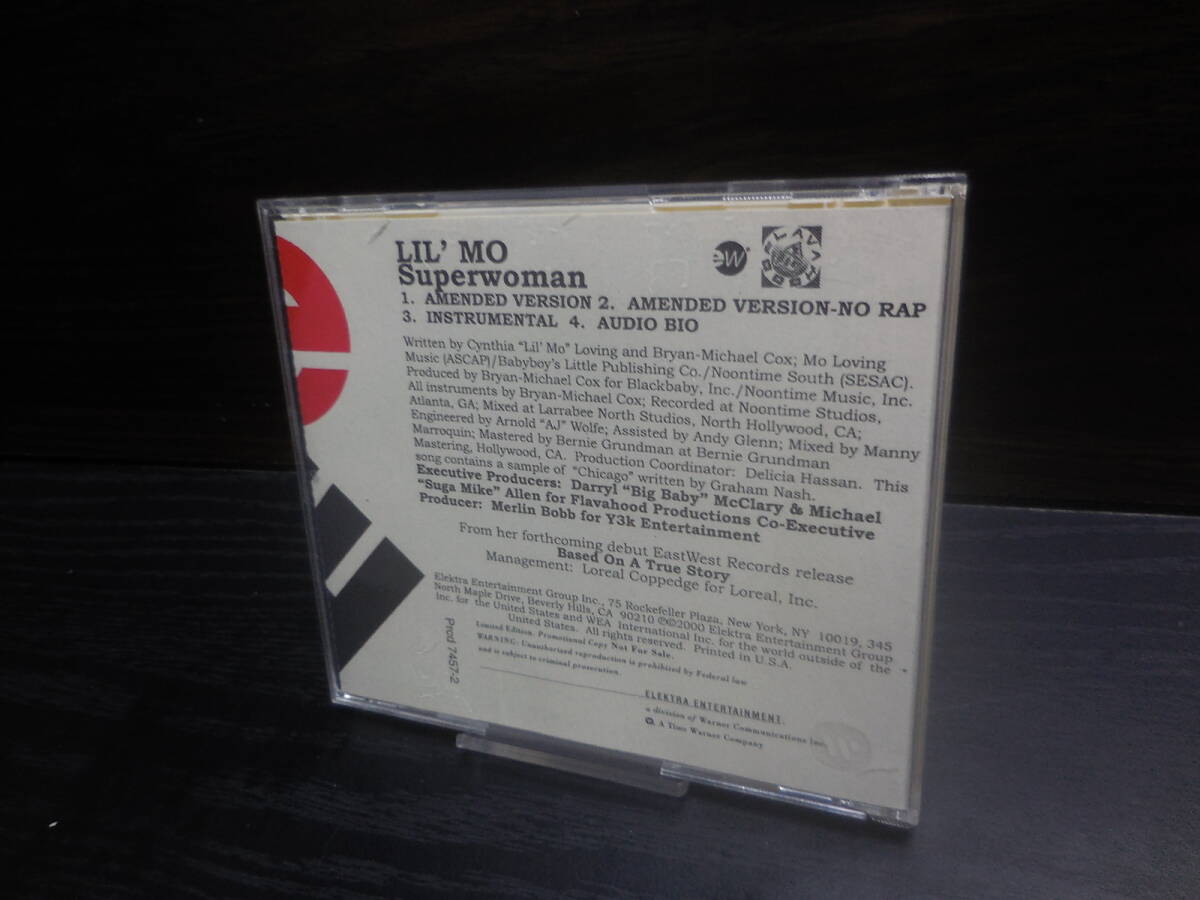 LIL' MO
Superwoman
1. AMENDED VERSION 2. AMENDED VERSION-NO RAP
3. INSTRUMENTAL 4. AUDIO BIO
ew
Written by Cynthia "Lil' Mo" Loving and Bryan-Michael Cox; Mo Loving
Music (ASCAP)/Babyboy's Little Publishing Co./Noontime South (SESAC).
Produced by Bryan-Michael Cox for Blackbaby, Inc./Noontime Music, Inc.
All instruments by Bryan-Michael Cox; Recorded at Noontime Studios,
Atlanta, GA; Mixed at Larrabee North Studios, North Hollywood, CA;
Engineered by Arnold "AJ" Wolfe; Assisted by Andy Glenn; Mixed by Manny
Marroquin; Mastered by Bernie Grundman at Bernie Grundman
Mastering, Hollywood, CA. Production Coordinator: Delicia Hassan. This
song contains a sample of "Chicago" written by Graham Nash.
Executive Producers: Darryl "Big Baby" McClary & Michael
"Suga Mike" Allen for Flavahood Productions Co-Executive
Producer: Merlin Bobb for Y3k Entertainment
From her forthcoming debut EastWest Records release
Based On A True Story
Management: Loreal Coppedge for Loreal, Inc.
Elektra Entertainment Group Inc., 75 Rockefeller Plaza, New York, NY 10019, 345
North Maple Drive, Beverly Hills, CA 90210 ℗©2000 Elektra Entertainment Group
Inc. for the United States and WEA International Inc. for the world outside of the
United States. All rights reserved. Printed in U.S.A.
Limited Edition. Promotional Copy Not For Sale.
WARNING: Unauthorized reproduction is prohibited by Federal law
and is subject to criminal prosecution.
Prcd 7457-2
ELEKTRA ENTERTAINMENT.
a division of Warner Communications Inc.
A Time Warner Company